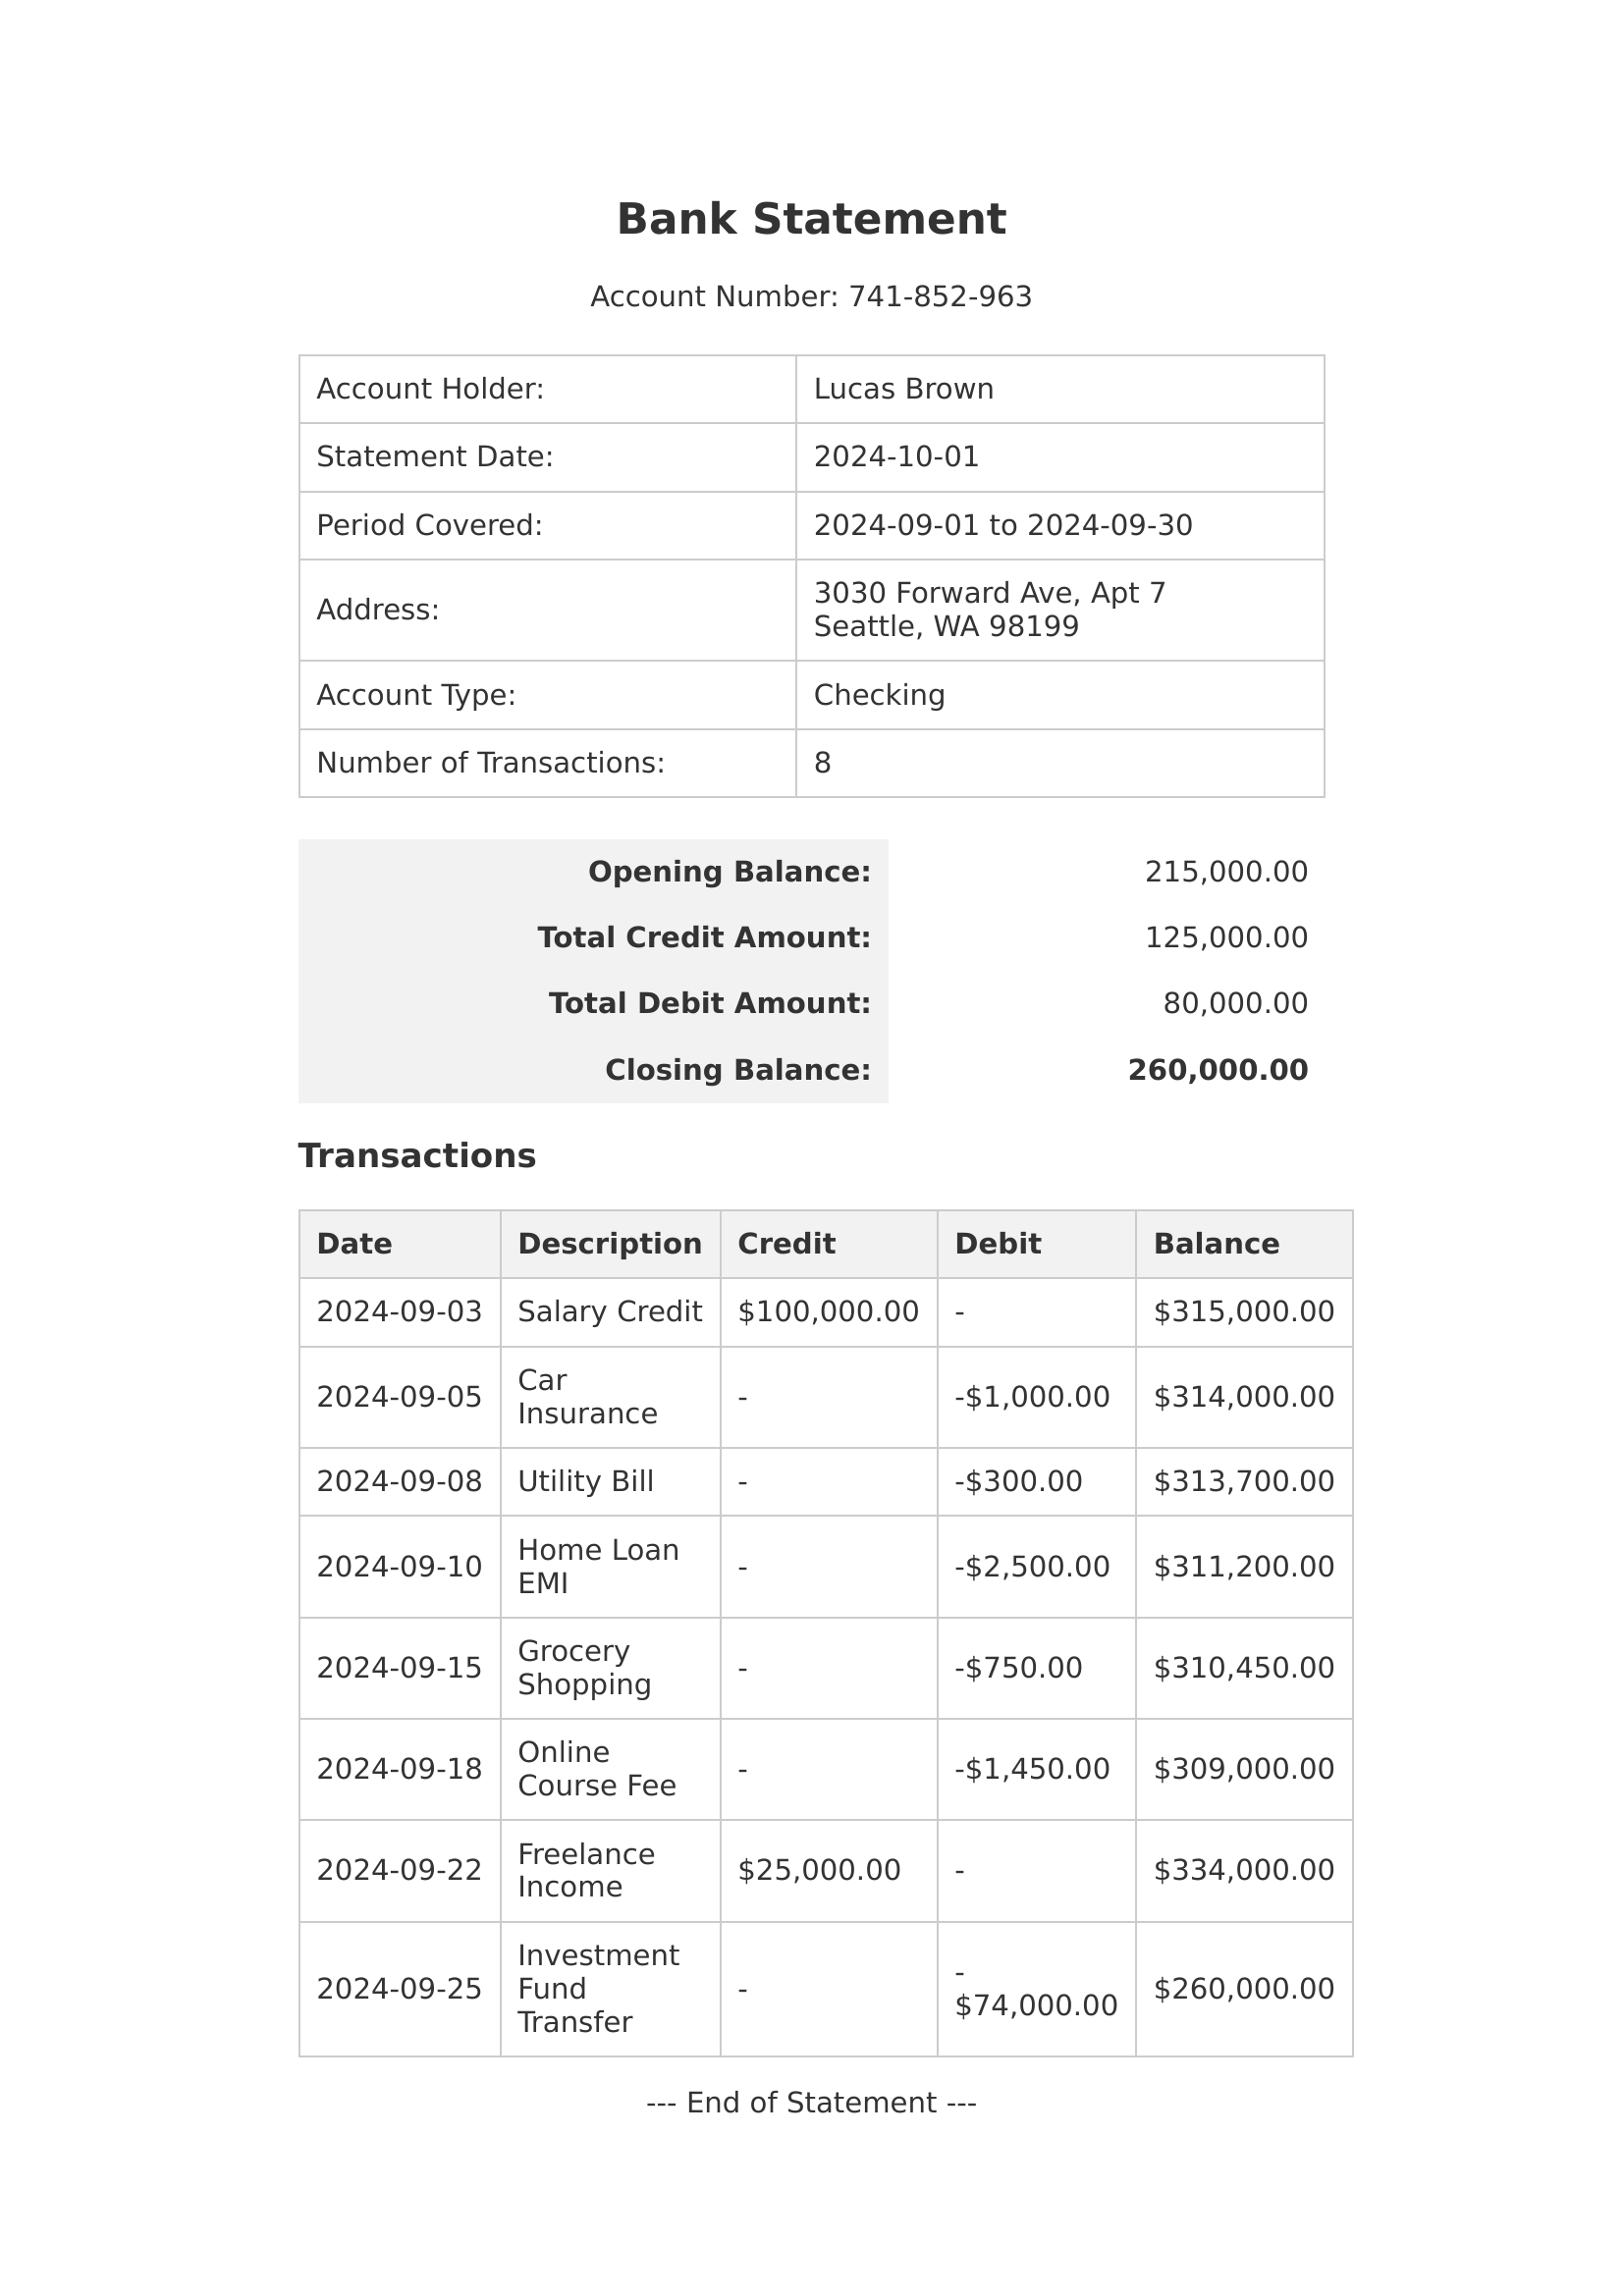 Bank Statement
Account Number: 741-852-963
Account Holder: Lucas Brown
Statement Date: 2024-10-01
Period Covered: 2024-09-01 to 2024-09-30
Address: 3030 Forward Ave, Apt 7
Seattle, WA 98199
Account Type: Checking
Number of Transactions: 8
Opening Balance: 215,000.00
Total Credit Amount: 125,000.00
Total Debit Amount: 80,000.00
Closing Balance: 260,000.00
Transactions
Date Description Credit Debit Balance
2024-09-03 Salary Credit $100,000.00 - $315,000.00
2024-09-05 Car Insurance - -$1,000.00 $314,000.00
2024-09-08 Utility Bill - -$300.00 $313,700.00
2024-09-10 Home Loan EMI - -$2,500.00 $311,200.00
2024-09-15 Grocery Shopping - -$750.00 $310,450.00
2024-09-18 Online Course Fee - -$1,450.00 $309,000.00
2024-09-22 Freelance Income $25,000.00 - $334,000.00
2024-09-25 Investment Fund Transfer - -$74,000.00 $260,000.00
--- End of Statement ---